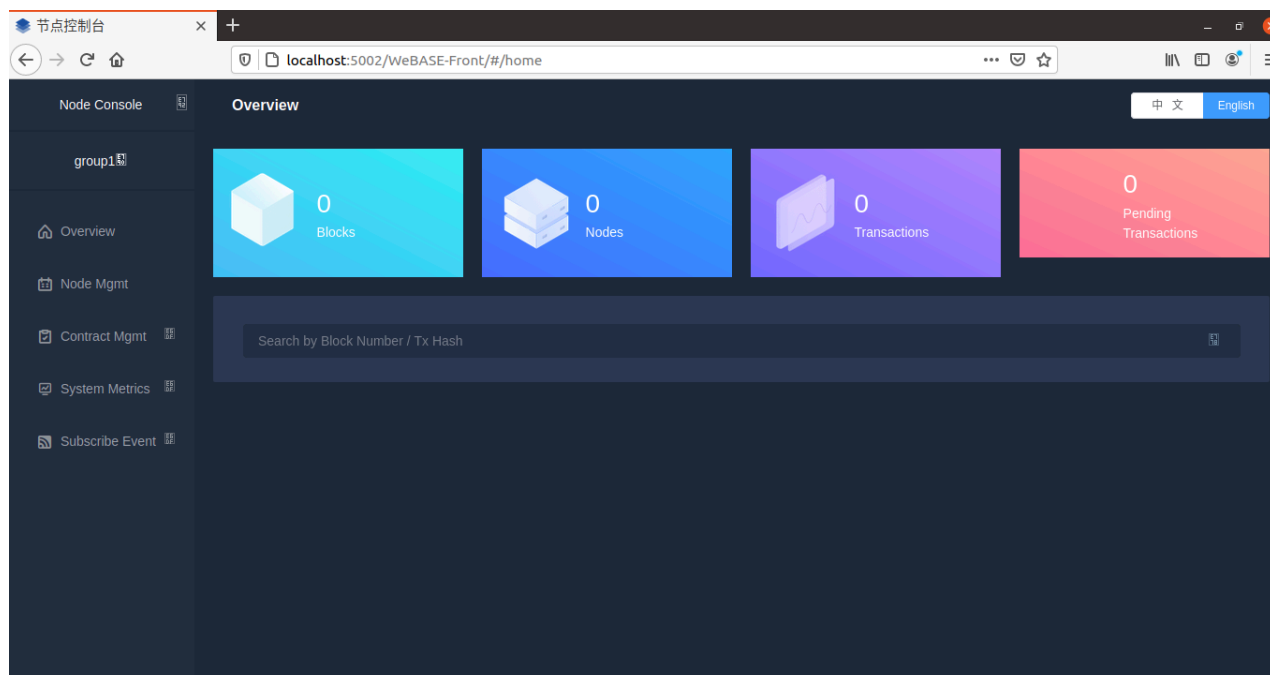 节点控制台
localhost:5002/WeBASE-Front/#/home
Node Console
Overview
中 文
English
group1
0
Blocks
0
Nodes
0
Transactions
0
Pending
Transactions
Overview
Node Mgmt
Contract Mgmt
System Metrics
Subscribe Event
Search by Block Number / Tx Hash